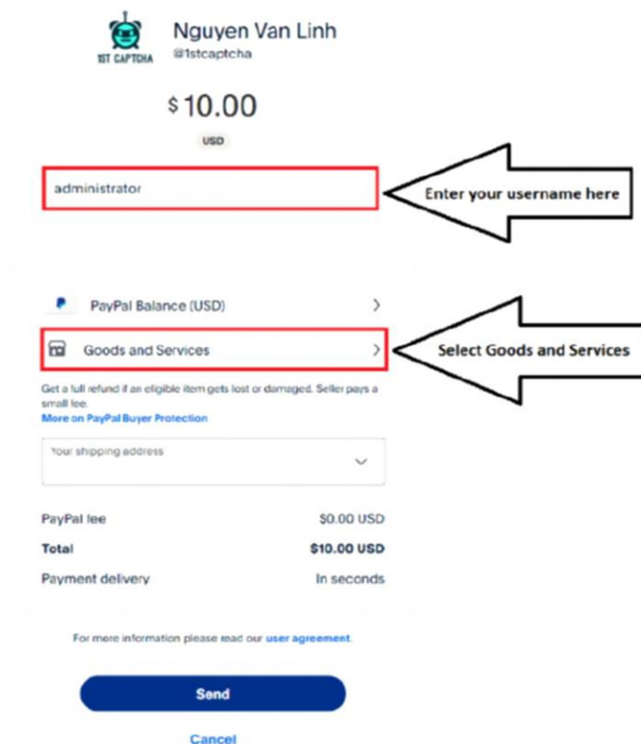 Nguyen Van Linh
1ST CAPTCHA
@1stcaptcha
$10.00
USD
administrator
Enter your username here
PayPal Balance (USD)
Goods and Services
Select Goods and Services
Get a full refund if an eligible item gets lost or damaged. Seller pays a
small fee.
More on PayPal Buyer Protection
Your shipping address
PayPal fee $0.00 USD
Total $10.00 USD
Payment delivery In seconds
For more information please read our user agreement.
Send
Cancel